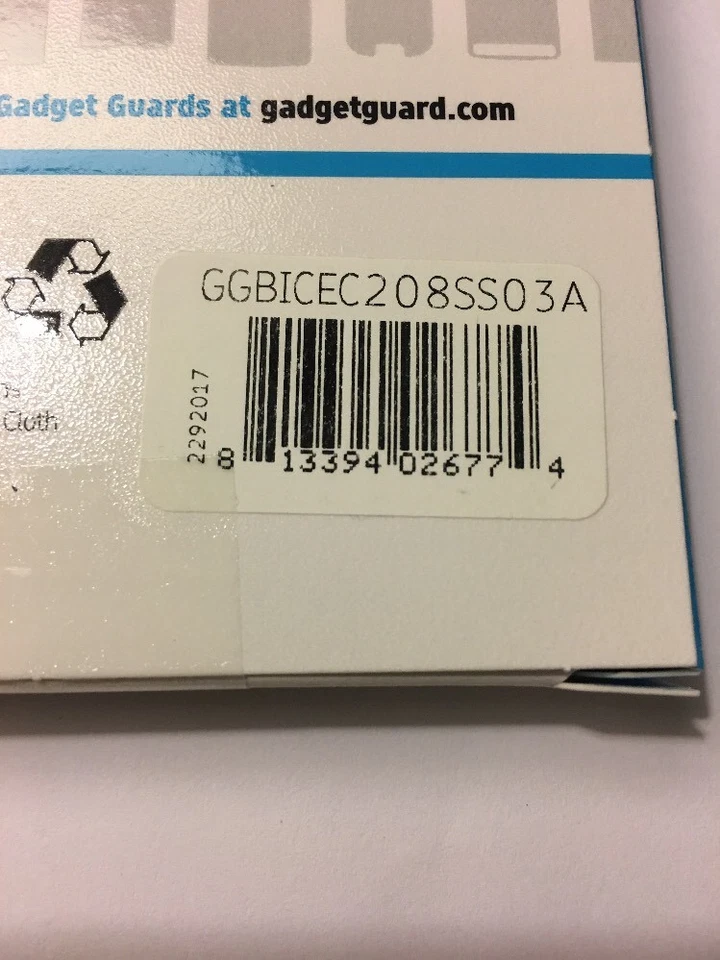 Gadget Guards at gadgetguard.com
GGBICEC208SS03A
2292017
8 13394 02677 4
Cloth